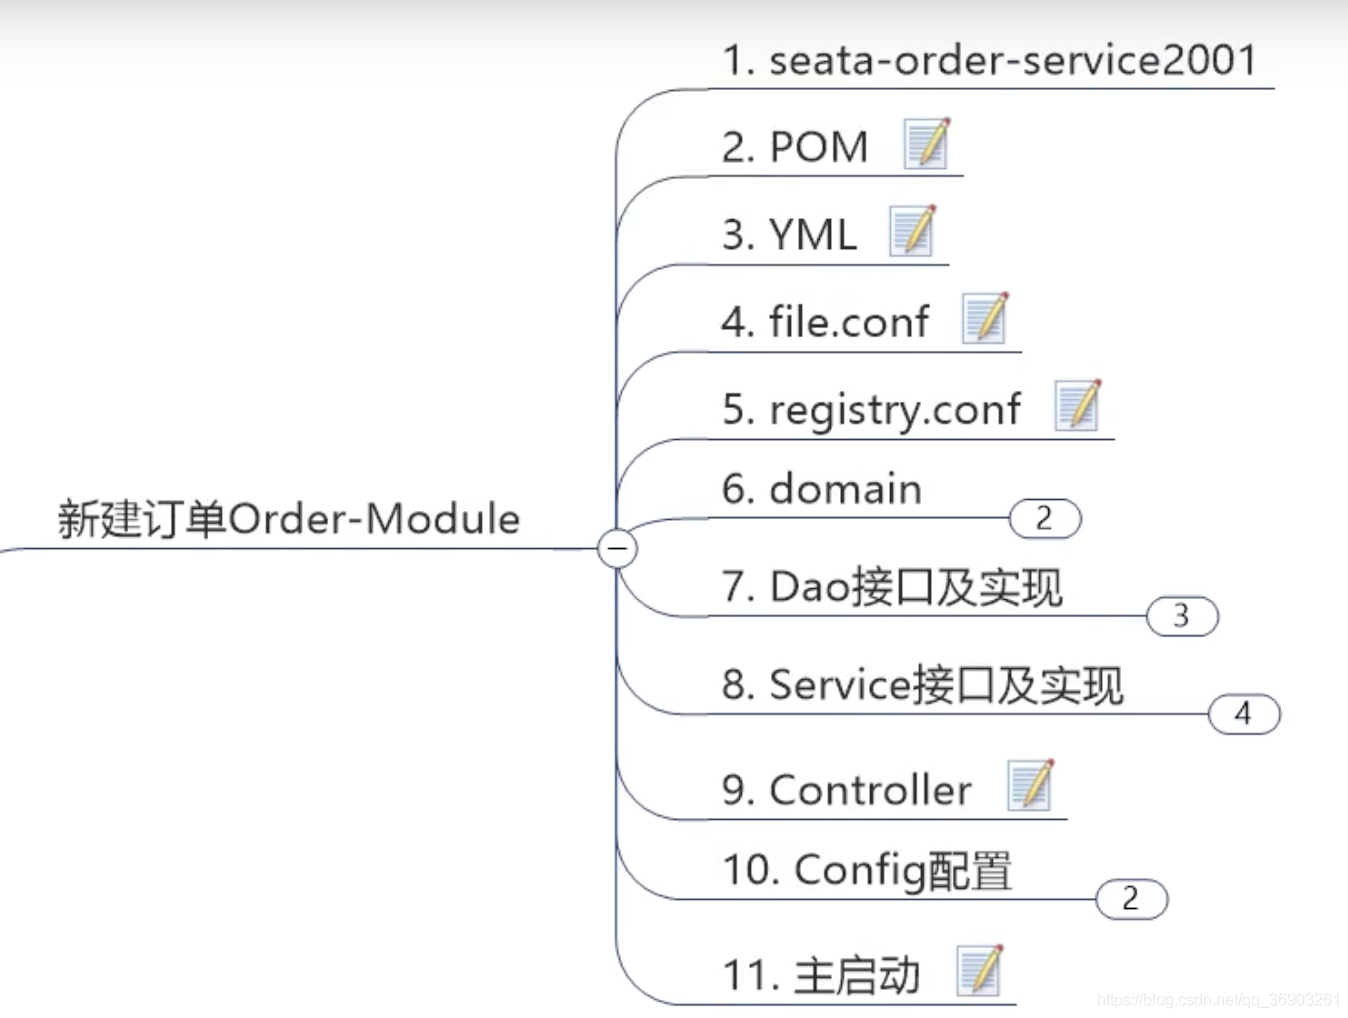 1. seata-order-service2001
2. POM
3. YML
4. file.conf
5. registry.conf
6. domain
2
新建订单Order-Module
7. Dao接口及实现
3
8. Service接口及实现
4
9. Controller
10. Config配置
2
11. 主启动
https://blog.csdn.net/qq_36903261